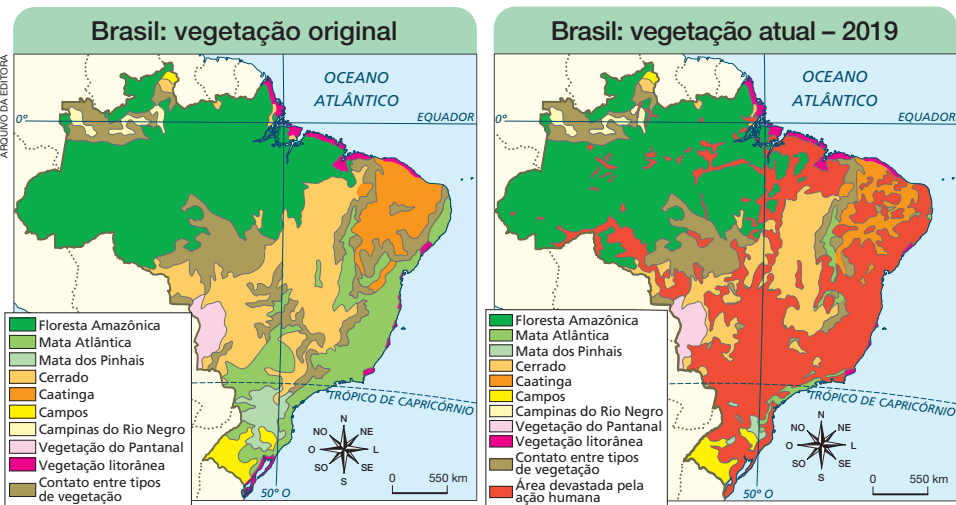 Brasil: vegetação original
ARQUIVO DA EDITORA
OCEANO
ATLÂNTICO
0°
EQUADOR
TRÓPICO DE CAPRICÓRNIO
50° O
Floresta Amazônica
Mata Atlântica
Mata dos Pinhais
Cerrado
Caatinga
Campos
Campinas do Rio Negro
Vegetação do Pantanal
Vegetação litorânea
Contato entre tipos
de vegetação
N
NO NE
O L
SO SE
S
0 550 km
Brasil: vegetação atual – 2019
OCEANO
ATLÂNTICO
0°
EQUADOR
TRÓPICO DE CAPRICÓRNIO
50° O
Floresta Amazônica
Mata Atlântica
Mata dos Pinhais
Cerrado
Caatinga
Campos
Campinas do Rio Negro
Vegetação do Pantanal
Vegetação litorânea
Contato entre tipos
de vegetação
Área devastada pela
ação humana
N
NO NE
O L
SO SE
S
0 550 km